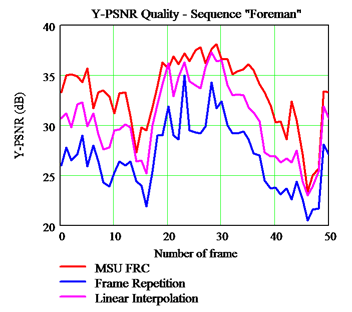 Y-PSNR Quality - Sequence "Foreman"
40
35
30
25
20
Y-PSNR (dB)
0 10 20 30 40 50
Number of frame
MSU FRC
Frame Repetition
Linear Interpolation